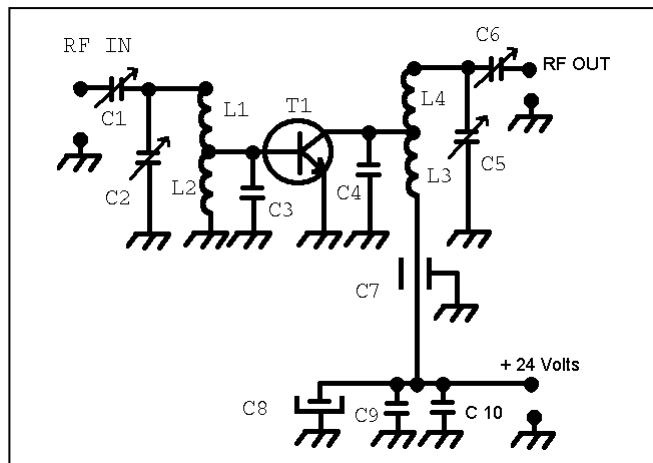 RF IN
C6
RF OUT
C1
L1
T1
L4
C2
L2
C3
C4
L3
C5
C7
+ 24 Volts
C8
C9
C 10